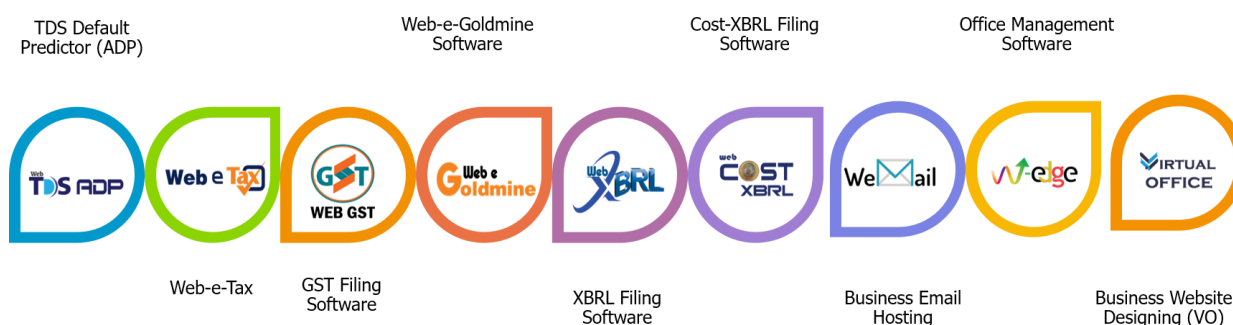 TDS Default
Predictor (ADP)
Web-e-Goldmine
Software
Cost-XBRL Filing
Software
Office Management
Software
Web
TDS ADP
Web e Tax
GST
WEB GST
Web e
Goldmine
Web
XBRL
web
COST
XBRL
WeMail
W-edge
VIRTUAL
OFFICE
Web-e-Tax
GST Filing
Software
XBRL Filing
Software
Business Email
Hosting
Business Website
Designing (VO)